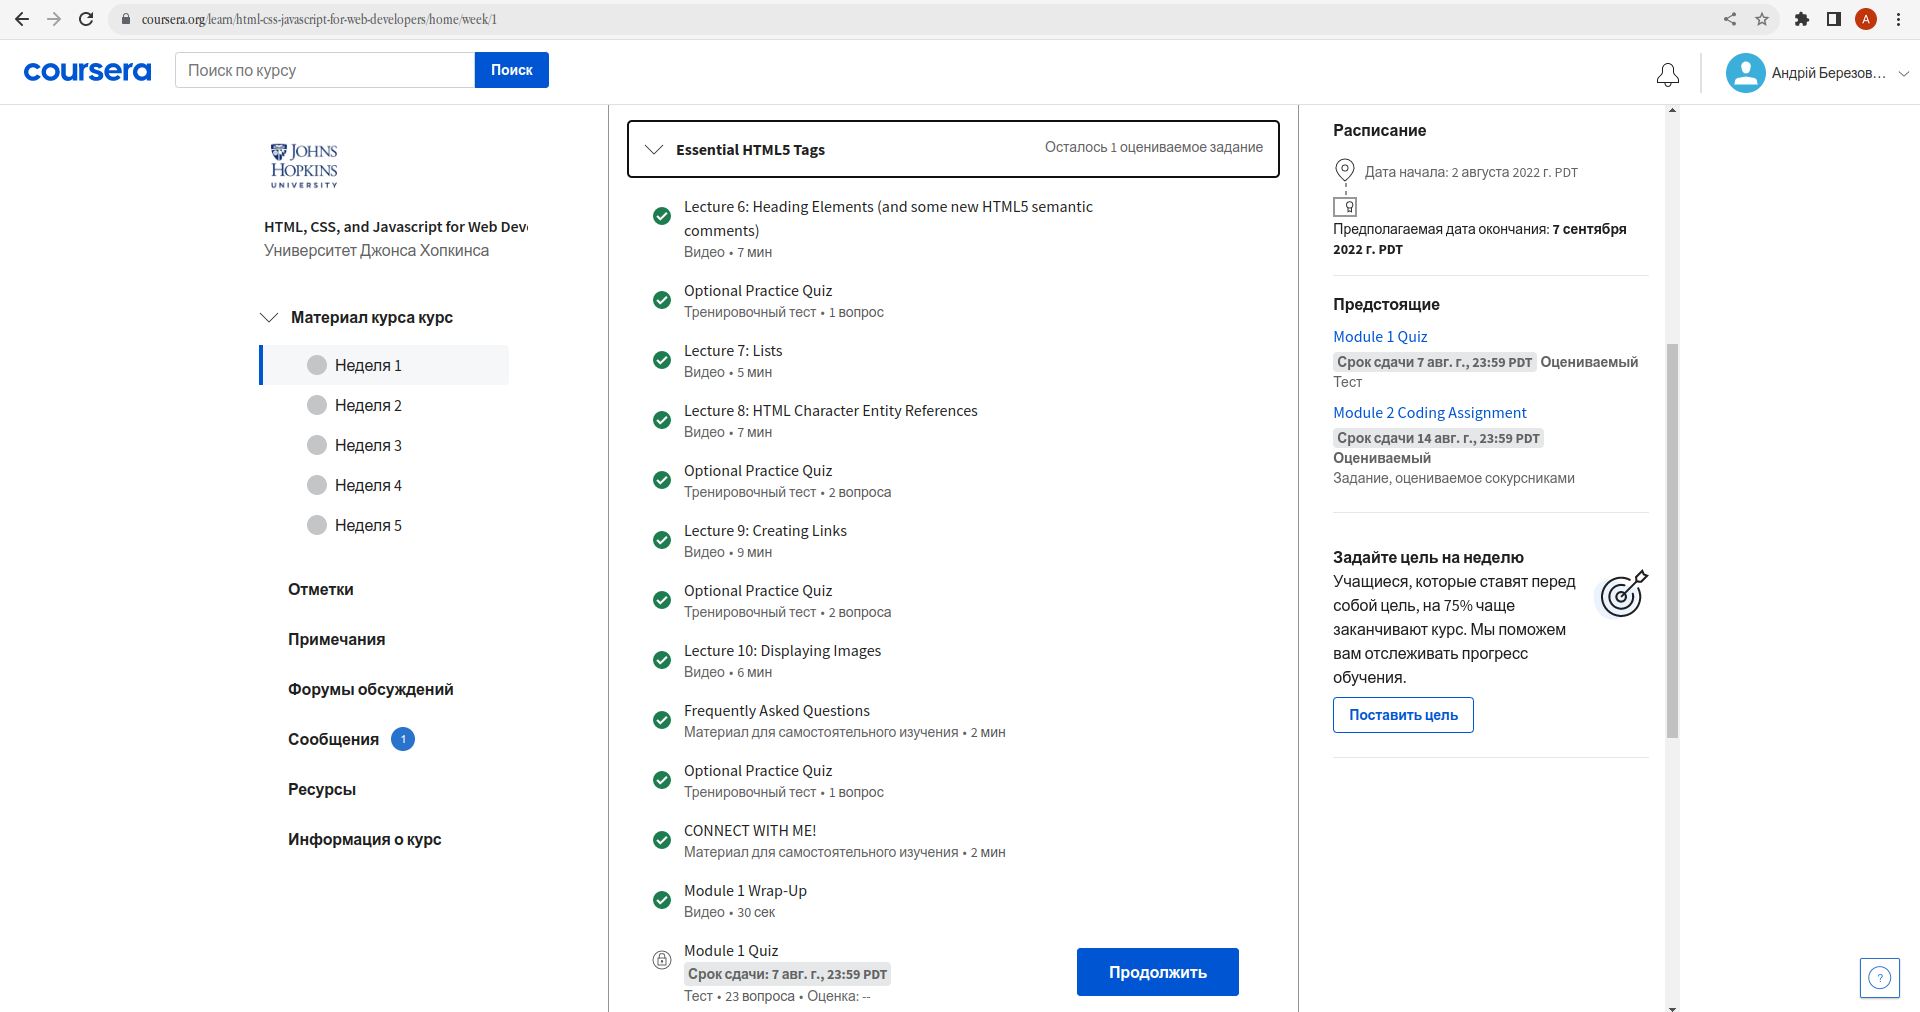 coursera.org/learn/html-css-javascript-for-web-developers/home/week/1
A
coursera
Поиск по курсу
Поиск
Андрій Березов...
JOHNS
HOPKINS
UNIVERSITY
HTML, CSS, and Javascript for Web Dev
Университет Джонса Хопкинса
Материал курса курс
Неделя 1
Неделя 2
Неделя 3
Неделя 4
Неделя 5
Отметки
Примечания
Форумы обсуждений
Сообщения
1
Ресурсы
Информация о курс
Essential HTML5 Tags
Осталось 1 оцениваемое задание
Lecture 6: Heading Elements (and some new HTML5 semantic
comments)
Видео • 7 мин
Optional Practice Quiz
Тренировочный тест • 1 вопрос
Lecture 7: Lists
Видео • 5 мин
Lecture 8: HTML Character Entity References
Видео • 7 мин
Optional Practice Quiz
Тренировочный тест • 2 вопроса
Lecture 9: Creating Links
Видео • 9 мин
Optional Practice Quiz
Тренировочный тест • 2 вопроса
Lecture 10: Displaying Images
Видео • 6 мин
Frequently Asked Questions
Материал для самостоятельного изучения • 2 мин
Optional Practice Quiz
Тренировочный тест • 1 вопрос
CONNECT WITH ME!
Материал для самостоятельного изучения • 2 мин
Module 1 Wrap-Up
Видео • 30 сек
Module 1 Quiz
Срок сдачи: 7 авг. г., 23:59 PDT
Тест • 23 вопроса • Оценка: --
Продолжить
Расписание
Дата начала: 2 августа 2022 г. PDT
Предполагаемая дата окончания: 7 сентября
2022 г. PDT
Предстоящие
Module 1 Quiz
Срок сдачи 7 авг. г., 23:59 PDT Оцениваемый
Тест
Module 2 Coding Assignment
Срок сдачи 14 авг. г., 23:59 PDT
Оцениваемый
Задание, оцениваемое сокурсниками
Задайте цель на неделю
Учащиеся, которые ставят перед
собой цель, на 75% чаще
заканчивают курс. Мы поможем
вам отслеживать прогресс
обучения.
Поставить цель
?